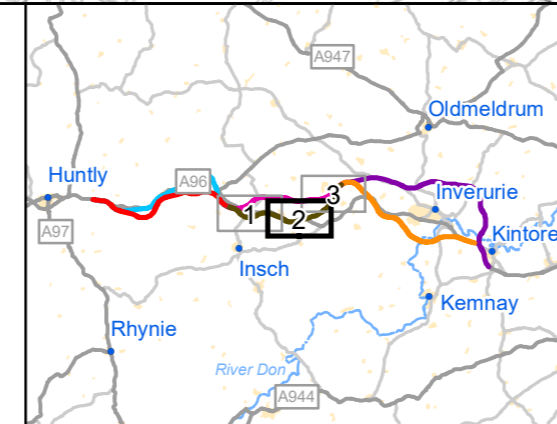 A947
Oldmeldrum
Huntly
A96
3
Inverurie
1
2
A97
Kintore
Insch
Kemnay
Rhynie
River Don
A944